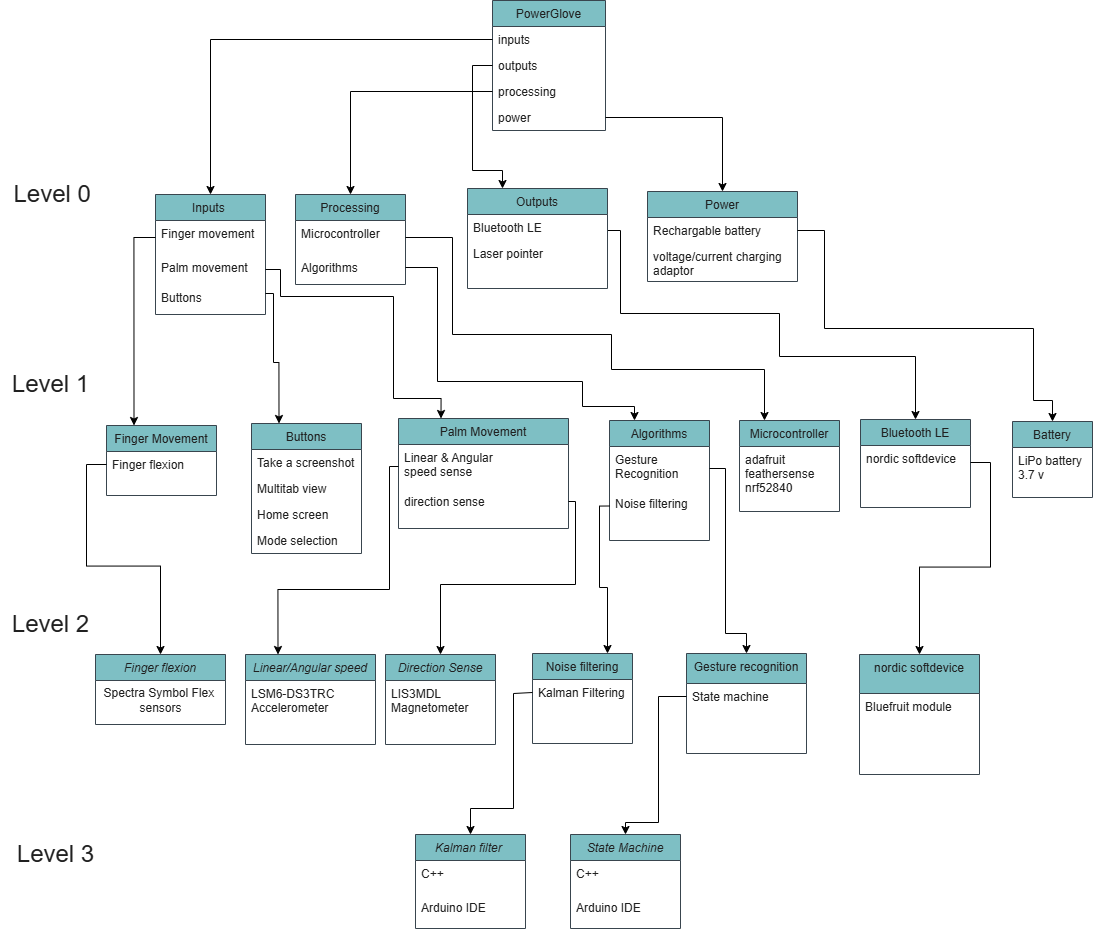 PowerGlove
inputs
outputs
processing
power
Level 0
Inputs
Finger movement
Palm movement
Buttons
Processing
Microcontroller
Algorithms
Outputs
Bluetooth LE
Laser pointer
Power
Rechargable battery
voltage/current charging
adaptor
Level 1
Finger Movement
Finger flexion
Buttons
Take a screenshot
Multitab view
Home screen
Mode selection
Palm Movement
Linear & Angular
speed sense
direction sense
Algorithms
Gesture
Recognition
Noise filtering
Microcontroller
adafruit
feathersense
nrf52840
Bluetooth LE
nordic softdevice
Battery
LiPo battery
3.7 v
Level 2
Finger flexion
Spectra Symbol Flex
sensors
Linear/Angular speed
LSM6-DS3TRC
Accelerometer
Direction Sense
LIS3MDL
Magnetometer
Noise filtering
Kalman Filtering
Gesture recognition
State machine
nordic softdevice
Bluefruit module
Level 3
Kalman filter
C++
Arduino IDE
State Machine
C++
Arduino IDE